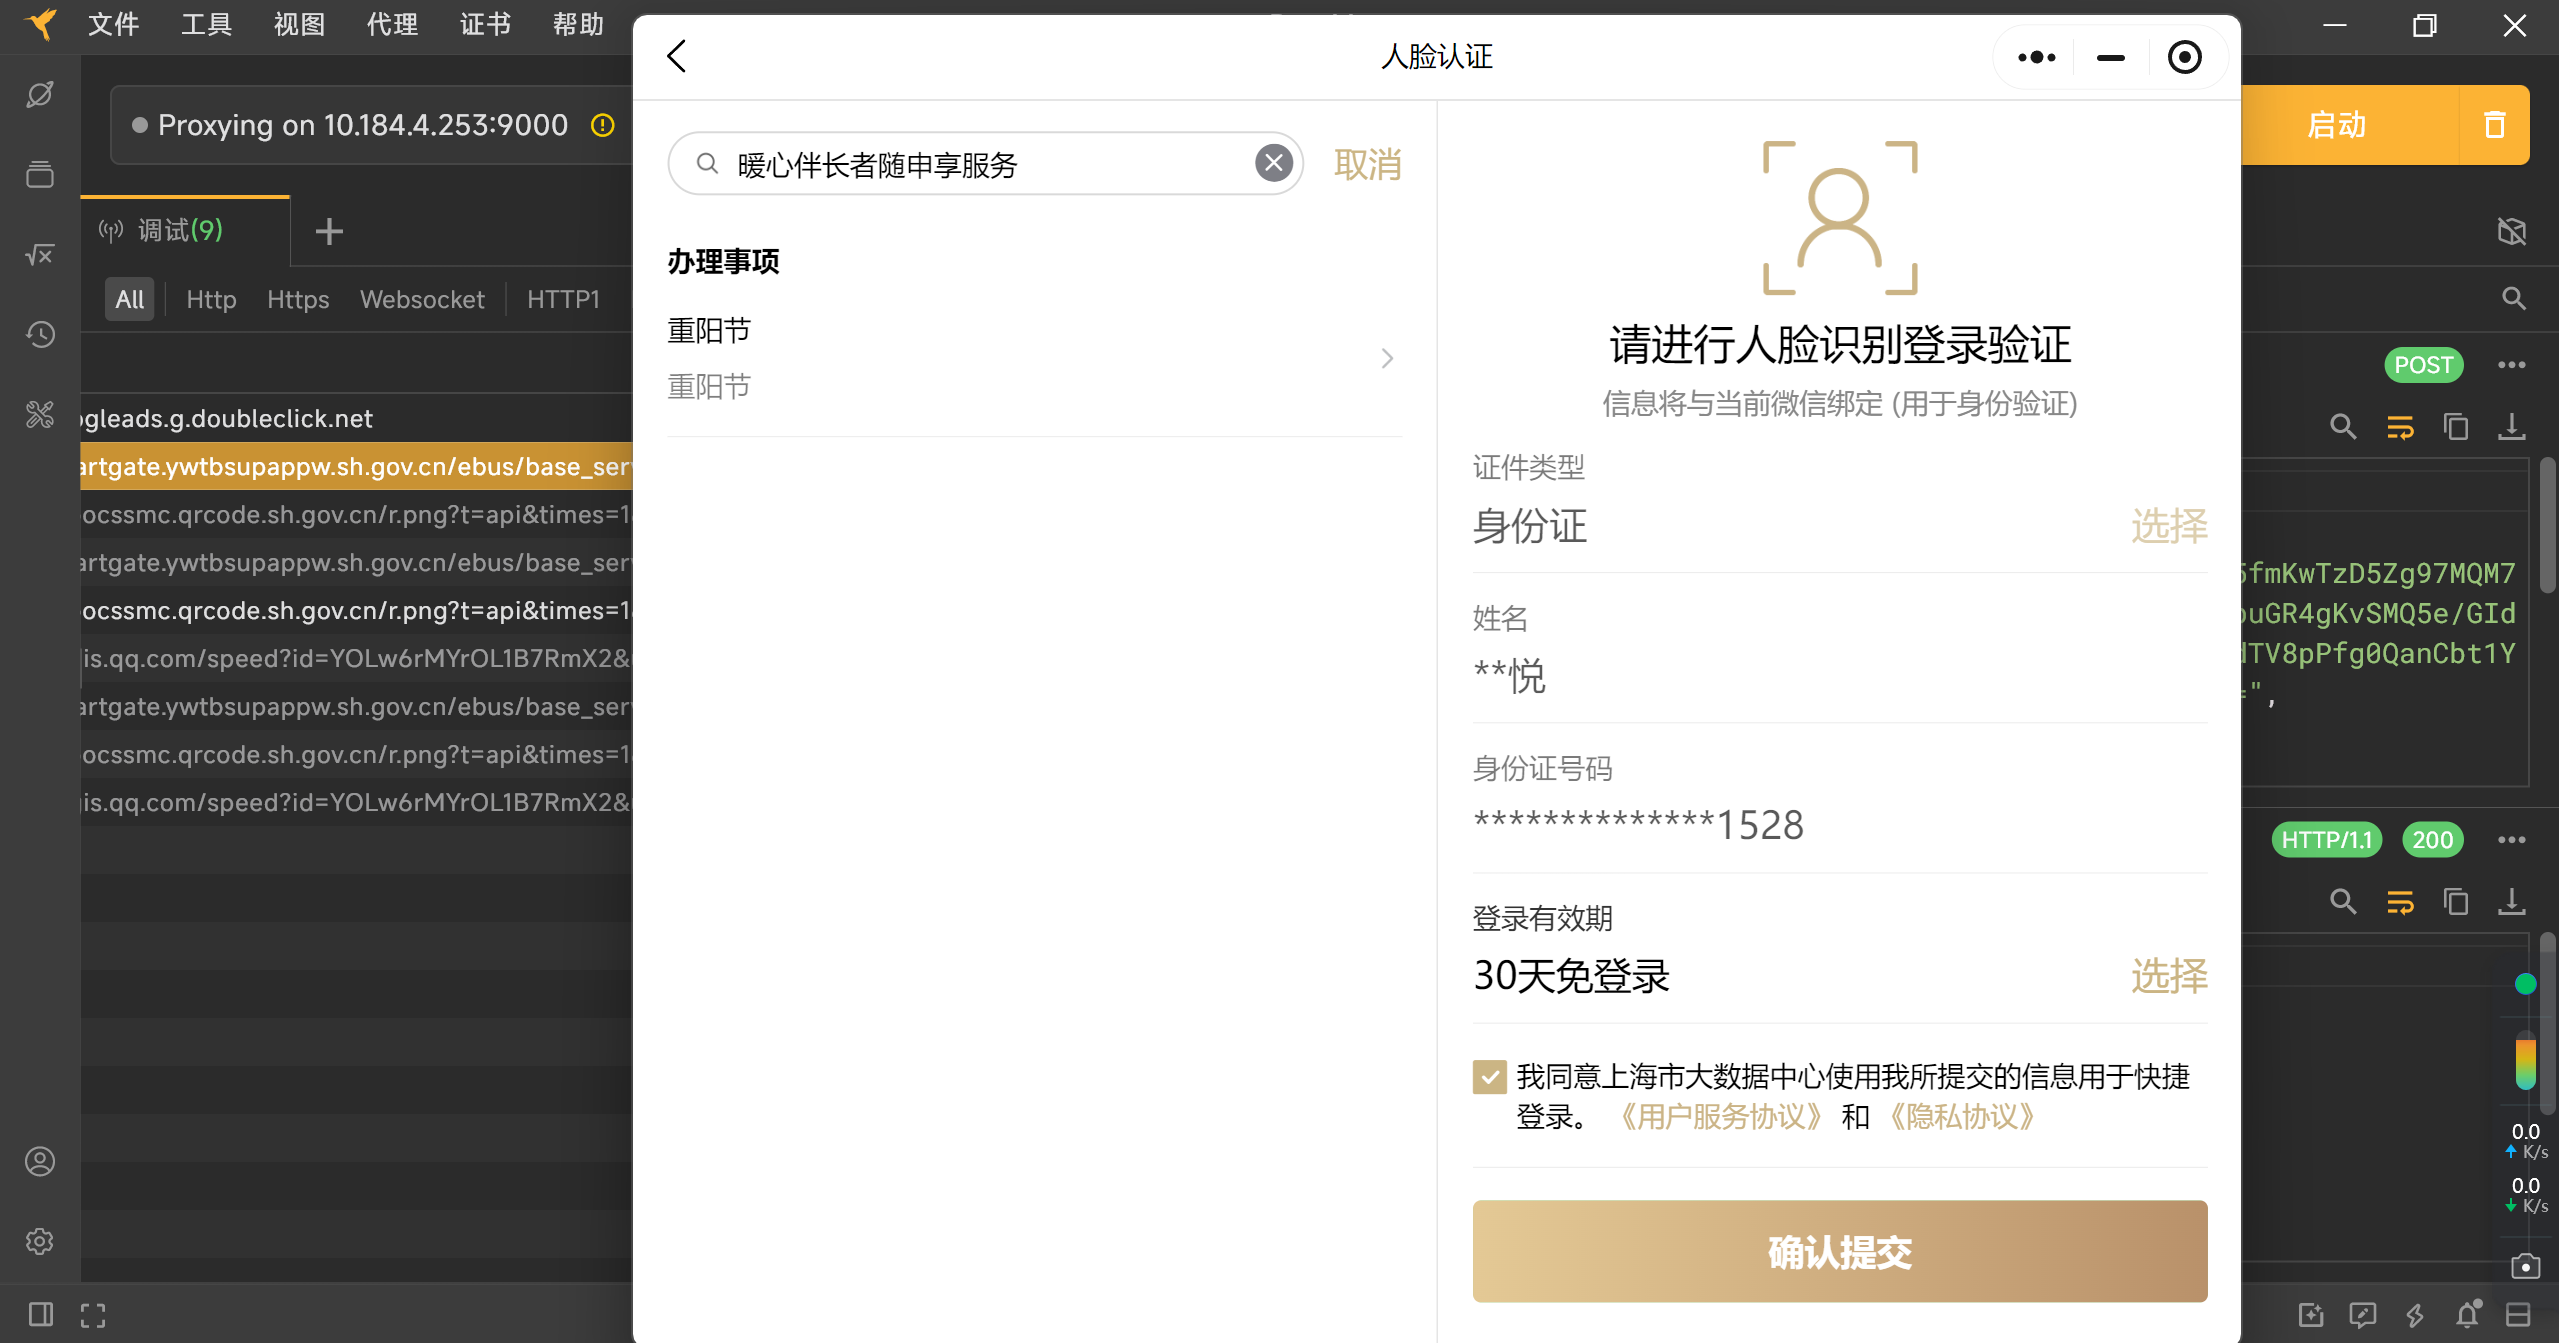 文件 工具 视图 代理 证书 帮助
Proxying on 10.184.4.253:9000
调试(9)
All Http Https Websocket HTTP1
ogleads.g.doubleclick.net
artgate.ywtbsupappw.sh.gov.cn/ebus/base_ser
ocssmc.qrcode.sh.gov.cn/r.png?t=api&times=1
artgate.ywtbsupappw.sh.gov.cn/ebus/base_ser
ocssmc.qrcode.sh.gov.cn/r.png?t=api&times=1
is.qq.com/speed?id=YOLw6rMYrOL1B7RmX2&
artgate.ywtbsupappw.sh.gov.cn/ebus/base_ser
ocssmc.qrcode.sh.gov.cn/r.png?t=api&times=1
is.qq.com/speed?id=YOLw6rMYrOL1B7RmX2&
人脸认证
暖心伴长者随申享服务
取消
办理事项
重阳节
重阳节
请进行人脸识别登录验证
信息将与当前微信绑定 (用于身份验证)
证件类型
身份证 选择
姓名
**悦
身份证号码
**************1528
登录有效期
30天免登录 选择
我同意上海市大数据中心使用我所提交的信息用于快捷
登录。《用户服务协议》 和 《隐私协议》
确认提交
启动
POST
fmKwTzD5Zg97MQM7
uGR4gKvSMQ5e/GId
TV8pPfg0QanCbt1Y
",
HTTP/1.1 200
0.0
K/s
0.0
K/s